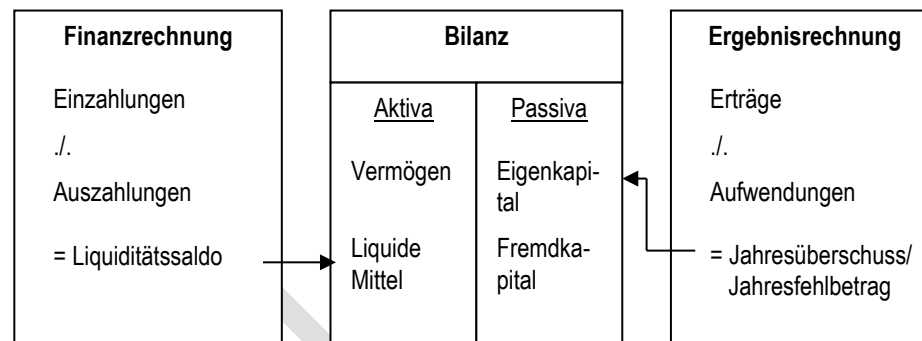 Finanzrechnung
Einzahlungen
./.
Auszahlungen
= Liquiditätssaldo
Bilanz
Aktiva
Vermögen
Liquide
Mittel
Passiva
Eigenkapi-
tal
Fremdka-
pital
Ergebnisrechnung
Erträge
./.
Aufwendungen
= Jahresüberschuss/
Jahresfehlbetrag